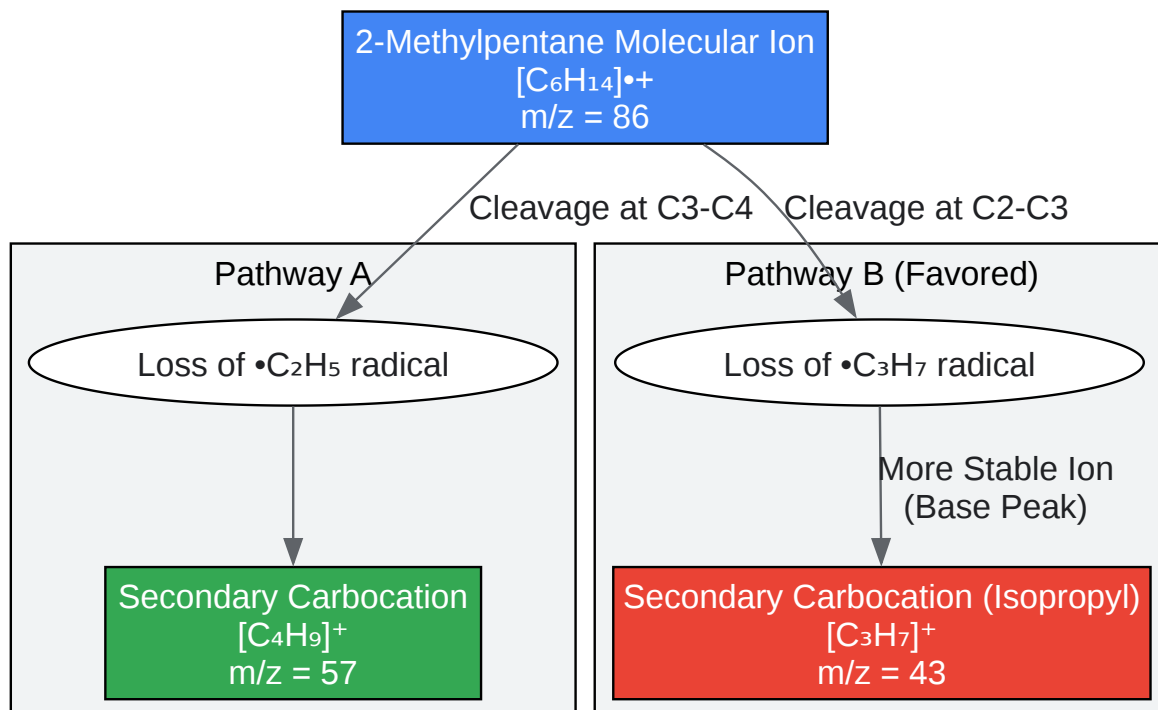 2-Methylpentane Molecular Ion
[C₆H₁₄]•+
m/z = 86
Cleavage at C3-C4
Cleavage at C2-C3
Pathway A
Pathway B (Favored)
Loss of •C₂H₅ radical
Loss of •C₃H₇ radical
More Stable Ion
(Base Peak)
Secondary Carbocation
[C₄H₉]⁺
m/z = 57
Secondary Carbocation (Isopropyl)
[C₃H₇]⁺
m/z = 43